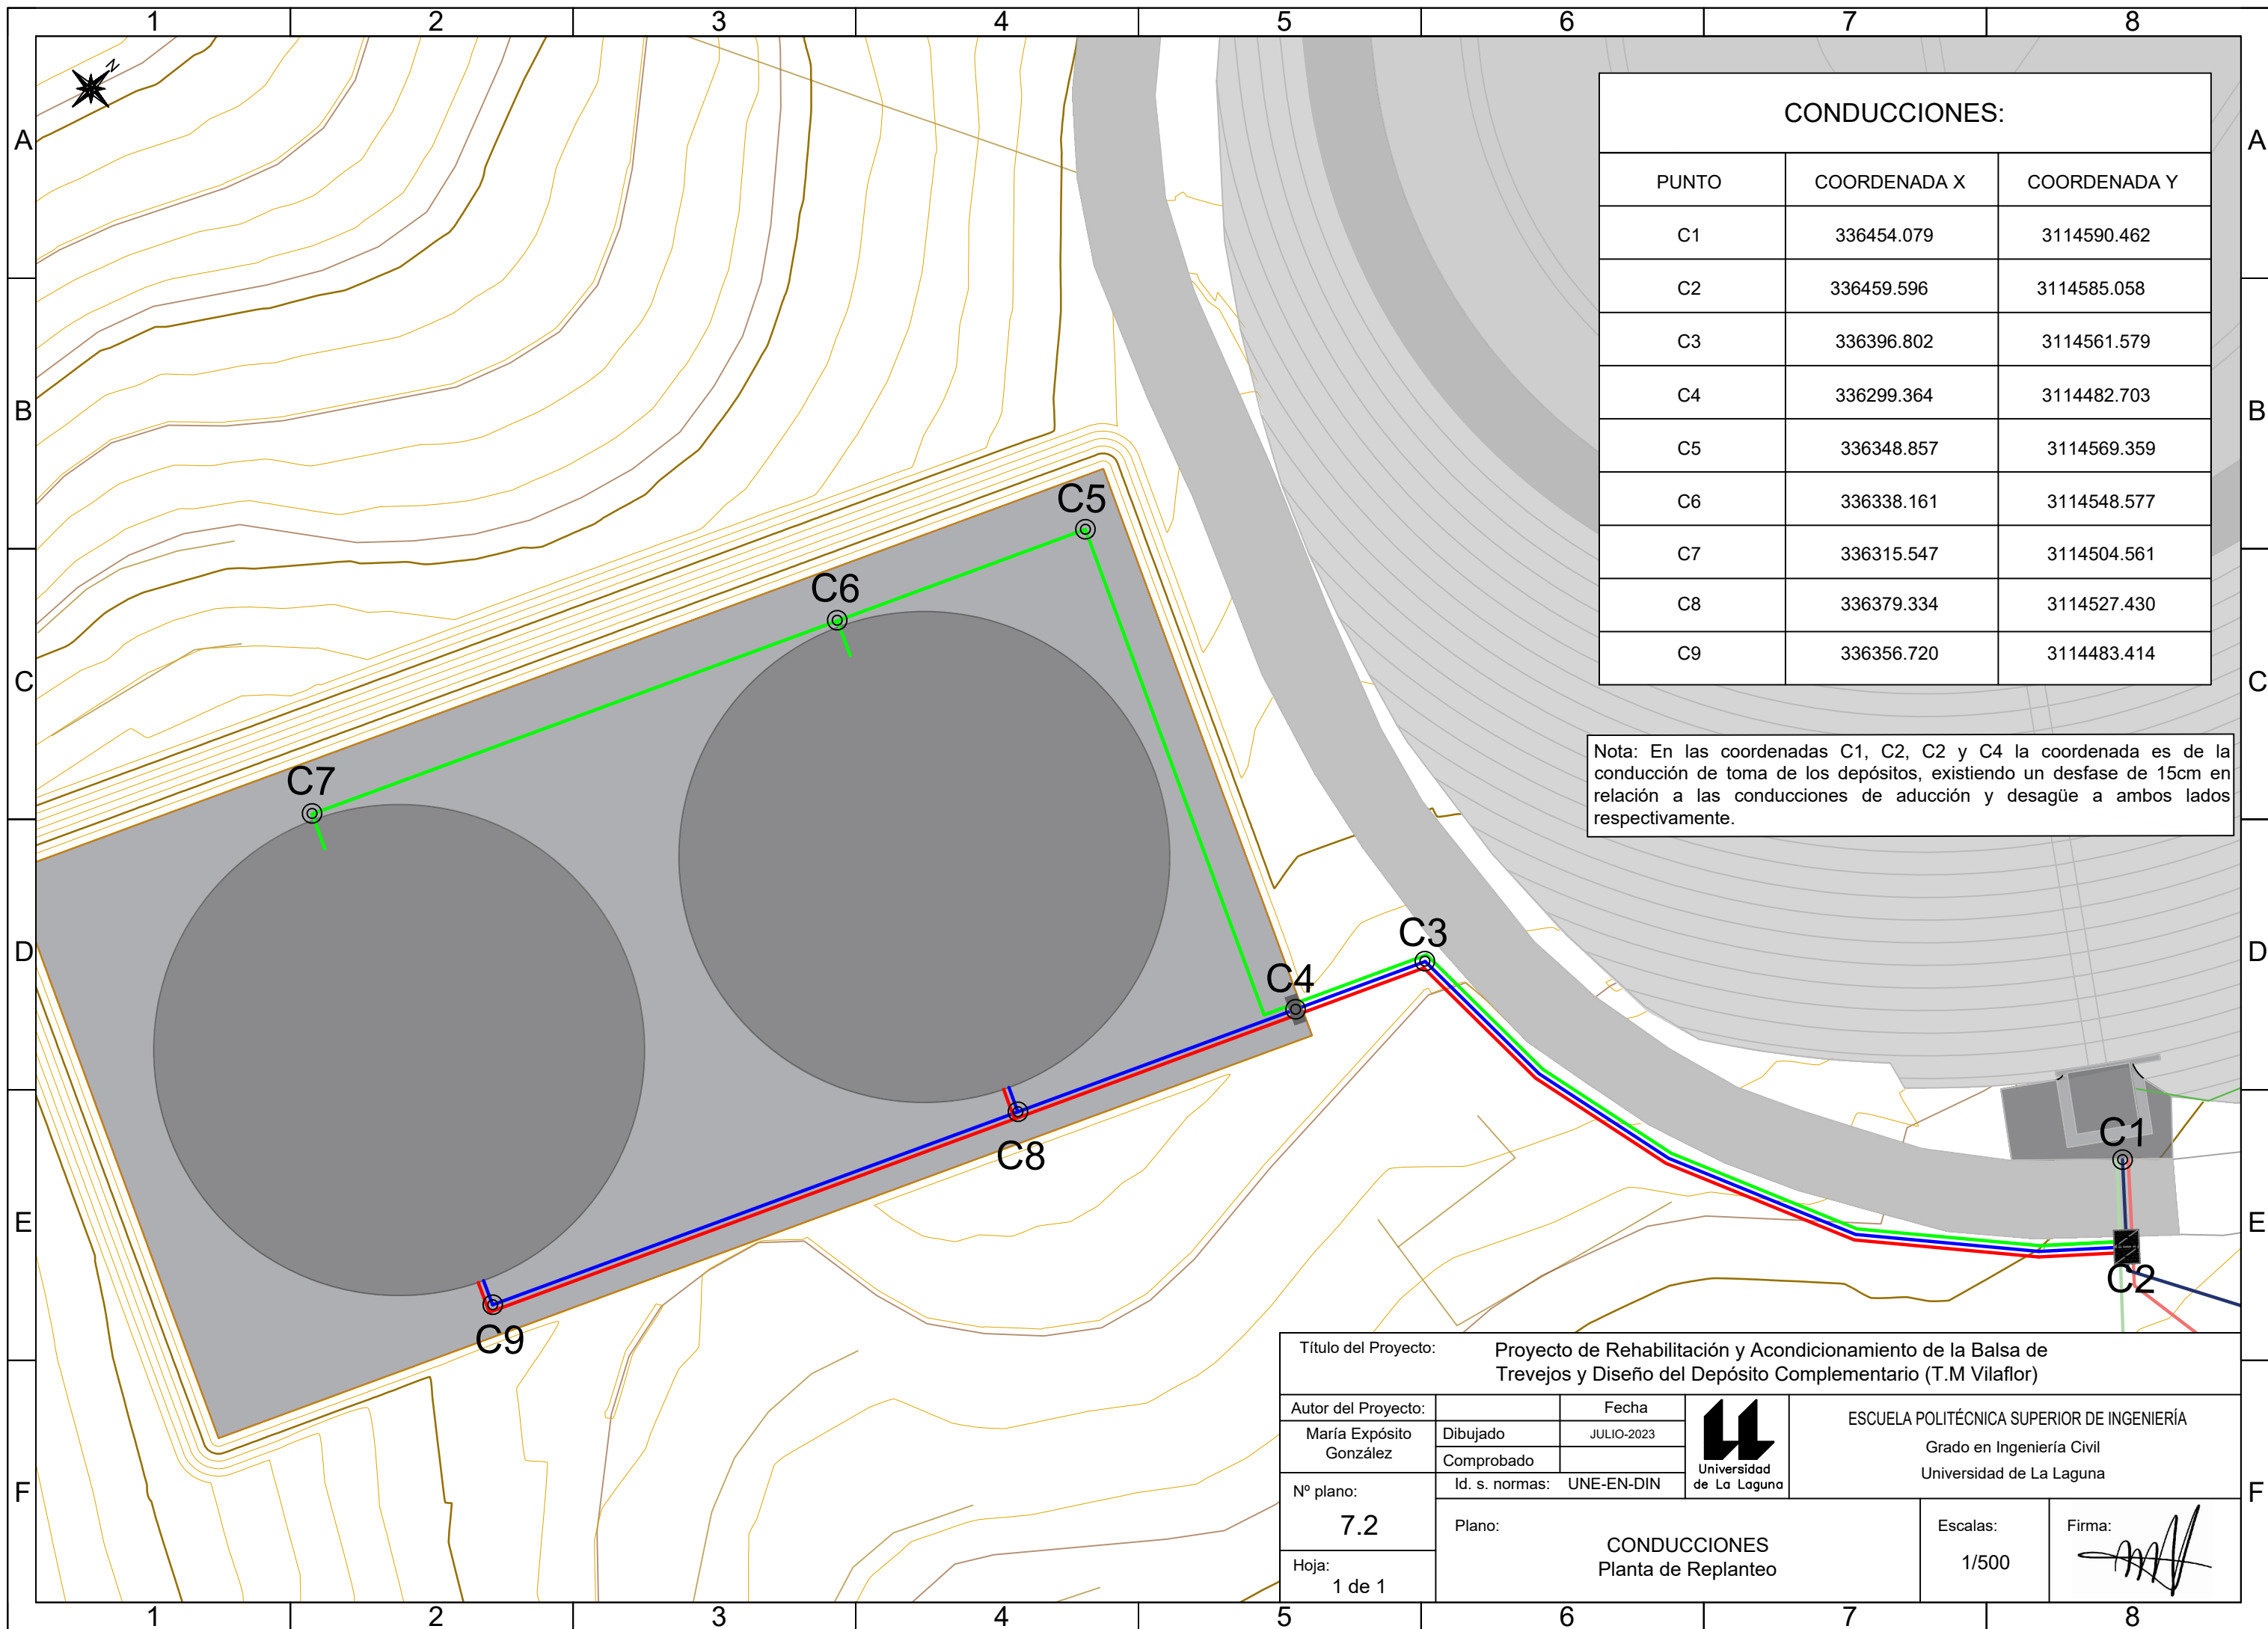 1 2 3 4 5 6 7 8
A A
B B
C C
D D
E E
F F
N
CONDUCCIONES:
PUNTO COORDENADA X COORDENADA Y
C1 336454.079 3114590.462
C2 336459.596 3114585.058
C3 336396.802 3114561.579
C4 336299.364 3114482.703
C5 336348.857 3114569.359
C6 336338.161 3114548.577
C7 336315.547 3114504.561
C8 336379.334 3114527.430
C9 336356.720 3114483.414
Nota: En las coordenadas C1, C2, C2 y C4 la coordenada es de la
conducción de toma de los depósitos, existiendo un desfase de 15cm en
relación a las conducciones de aducción y desagüe a ambos lados
respectivamente.
C5
C6
C7
C3
C4
C8
C1
C2
C9
Título del Proyecto: Proyecto de Rehabilitación y Acondicionamiento de la Balsa de
Trevejos y Diseño del Depósito Complementario (T.M Vilaflor)
Autor del Proyecto: Fecha
María Expósito
González
Dibujado JULIO-2023
Comprobado
Id. s. normas: UNE-EN-DIN
Universidad
de La Laguna
ESCUELA POLITÉCNICA SUPERIOR DE INGENIERÍA
Grado en Ingeniería Civil
Universidad de La Laguna
Nº plano:
7.2
Hoja:
1 de 1
Plano:
CONDUCCIONES
Planta de Replanteo
Escalas:
1/500
Firma:
1 2 3 4 5 6 7 8